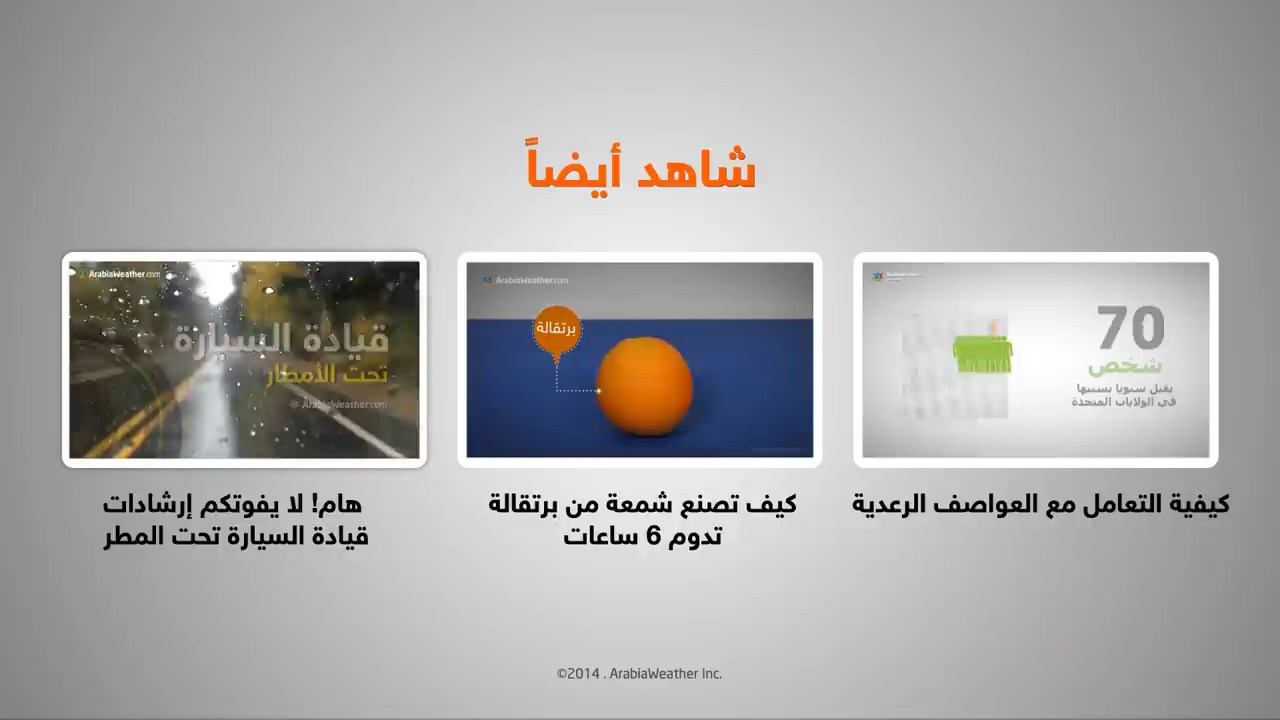 شاهد أيضاً
70
شخص
يقتل سنويا بسببها
في الولايات المتحدة
كيفية التعامل مع العواصف الرعدية
ArabiaWeather.com
برتقالة
كيف تصنع شمعة من برتقالة
تدوم 6 ساعات
ArabiaWeather.com
قيادة السيارة
تحت الأمطار
ArabiaWeather.com
هام! لا يفوتكم إرشادات
قيادة السيارة تحت المطر
©2014 . ArabiaWeather Inc.